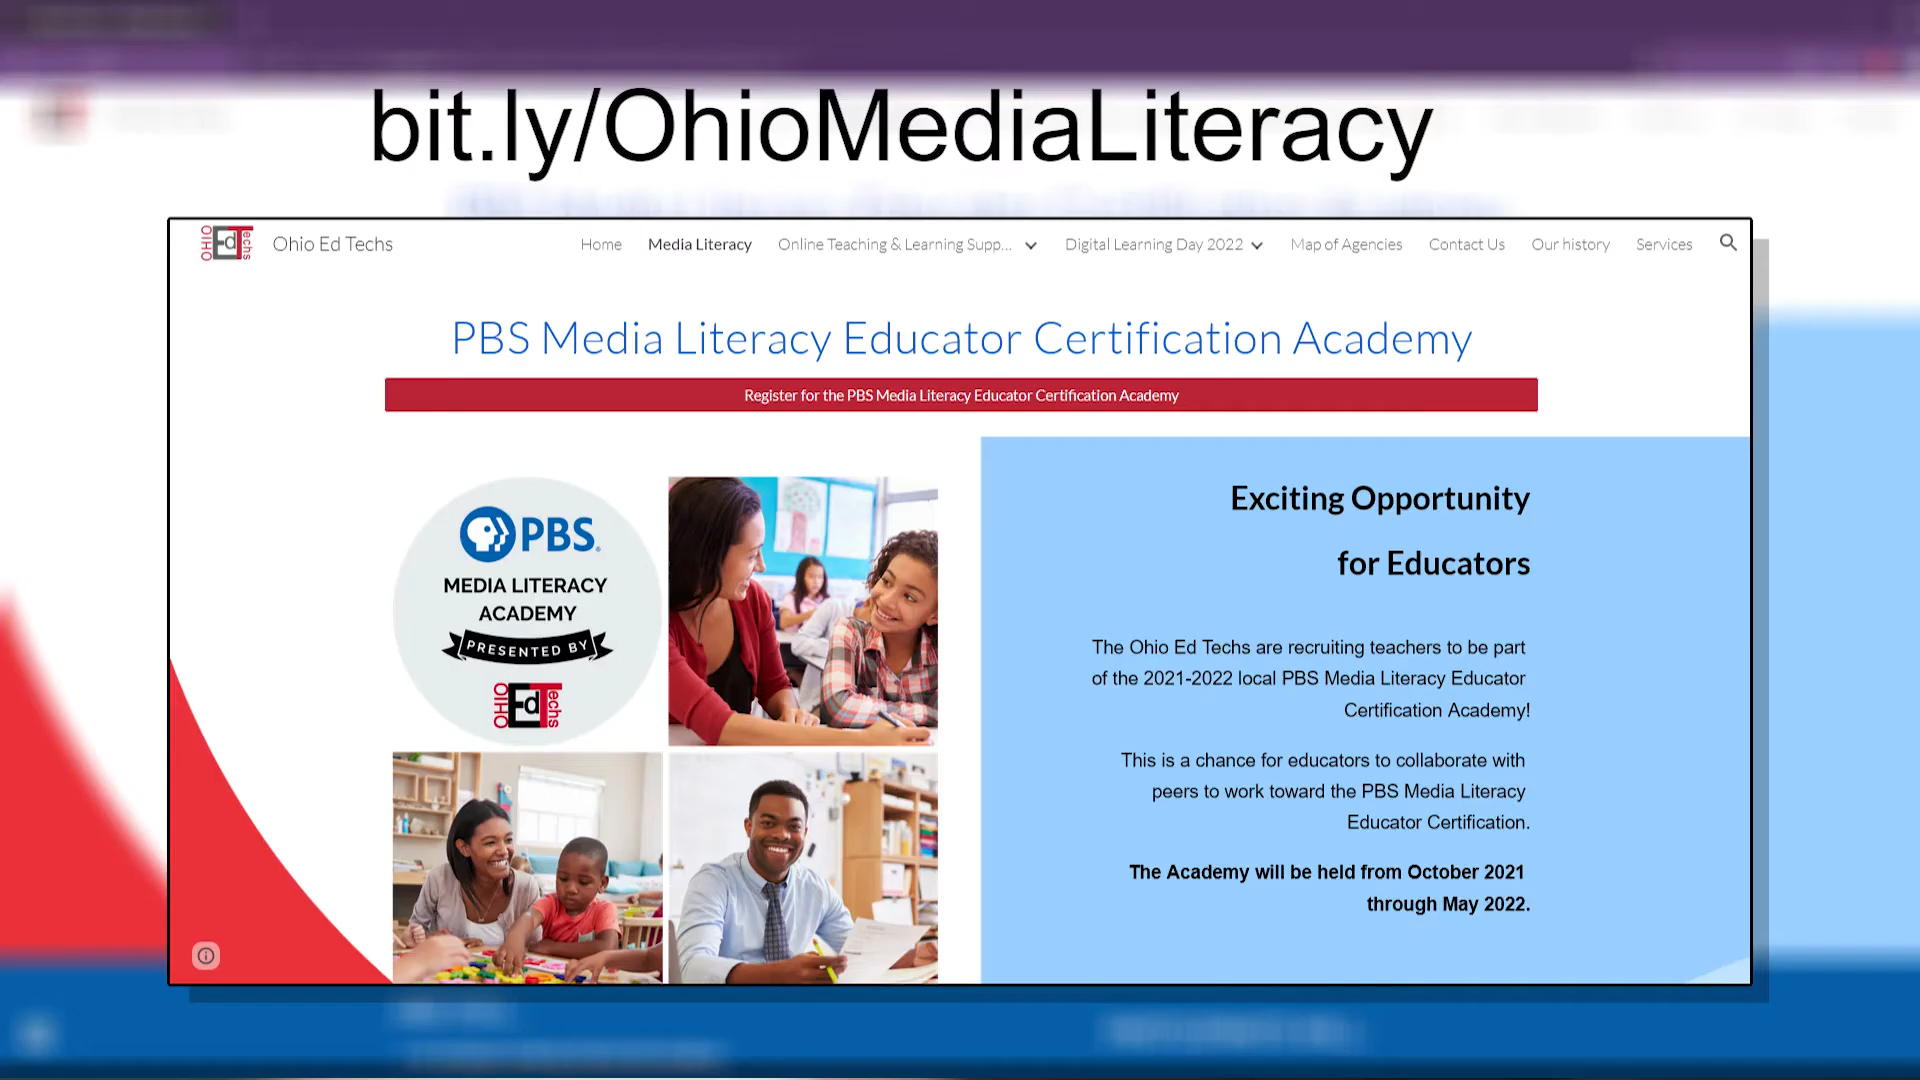 bit.ly/OhioMediaLiteracy
OHIO EdTechs
Ohio Ed Techs
Home
Media Literacy
Online Teaching & Learning Supp...
Digital Learning Day 2022
Map of Agencies
Contact Us
Our history
Services
PBS Media Literacy Educator Certification Academy
Register for the PBS Media Literacy Educator Certification Academy
PBS
MEDIA LITERACY
ACADEMY
PRESENTED BY
OHIO EdTechs
Exciting Opportunity
for Educators
The Ohio Ed Techs are recruiting teachers to be part
of the 2021-2022 local PBS Media Literacy Educator
Certification Academy!
This is a chance for educators to collaborate with
peers to work toward the PBS Media Literacy
Educator Certification.
The Academy will be held from October 2021
through May 2022.